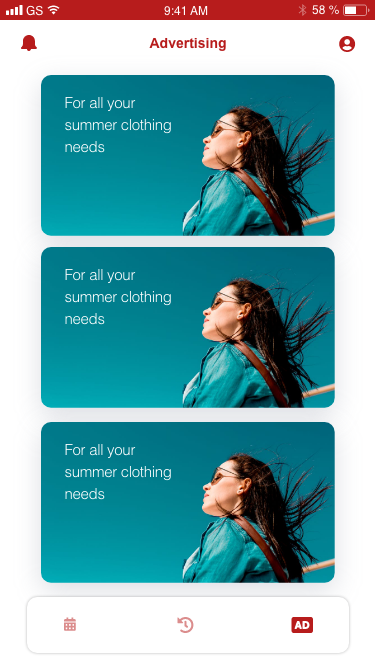 GS 9:41 AM 58 %
Advertising
For all your
summer clothing
needs
For all your
summer clothing
needs
For all your
summer clothing
needs
AD